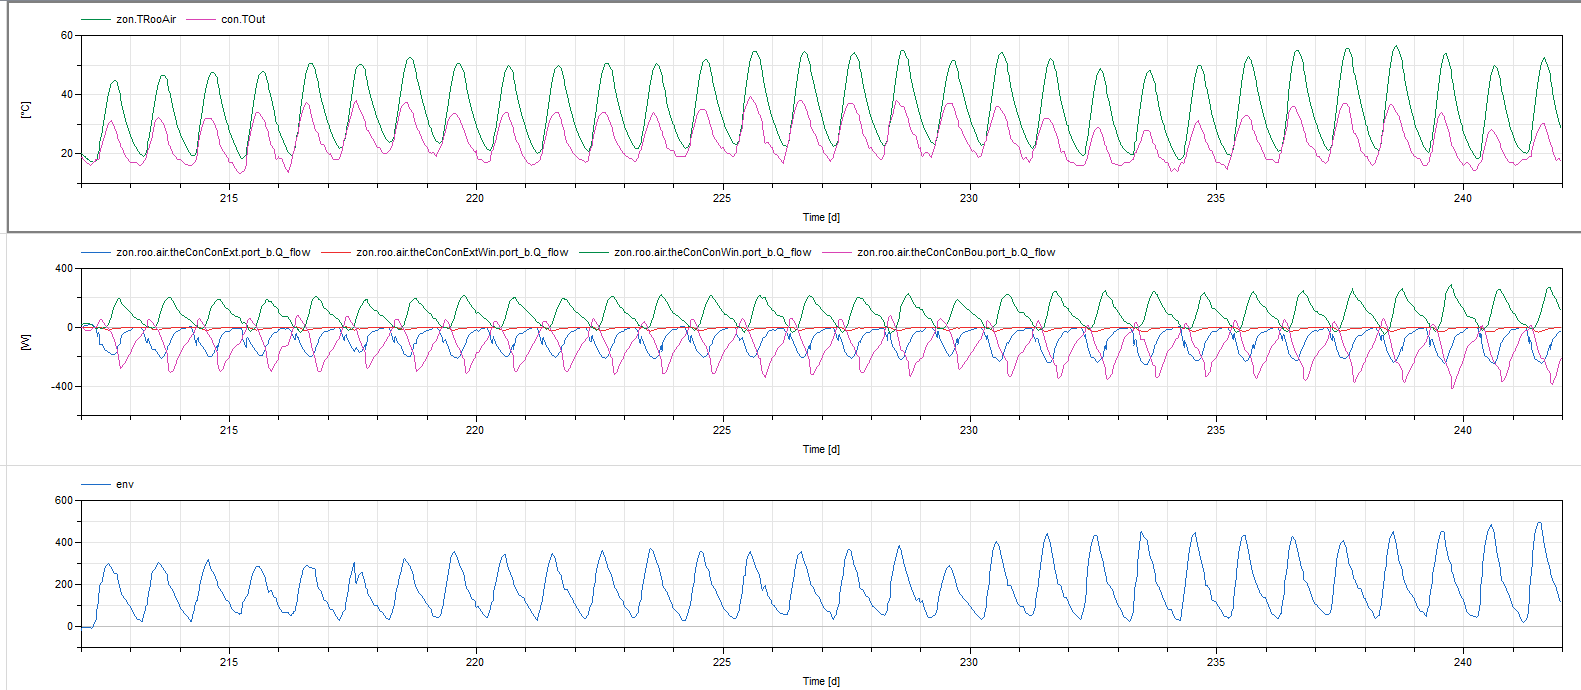 zon.TRooAir con.TOut
60
40
20
[°C]
215 220 225 230 235 240
Time [d]
zon.roo.air.theConConExt.port_b.Q_flow zon.roo.air.theConConExtWin.port_b.Q_flow zon.roo.air.theConConWin.port_b.Q_flow zon.roo.air.theConConBou.port_b.Q_flow
400
0
-400
[W]
215 220 225 230 235 240
Time [d]
env
600
400
200
0
215 220 225 230 235 240
Time [d]